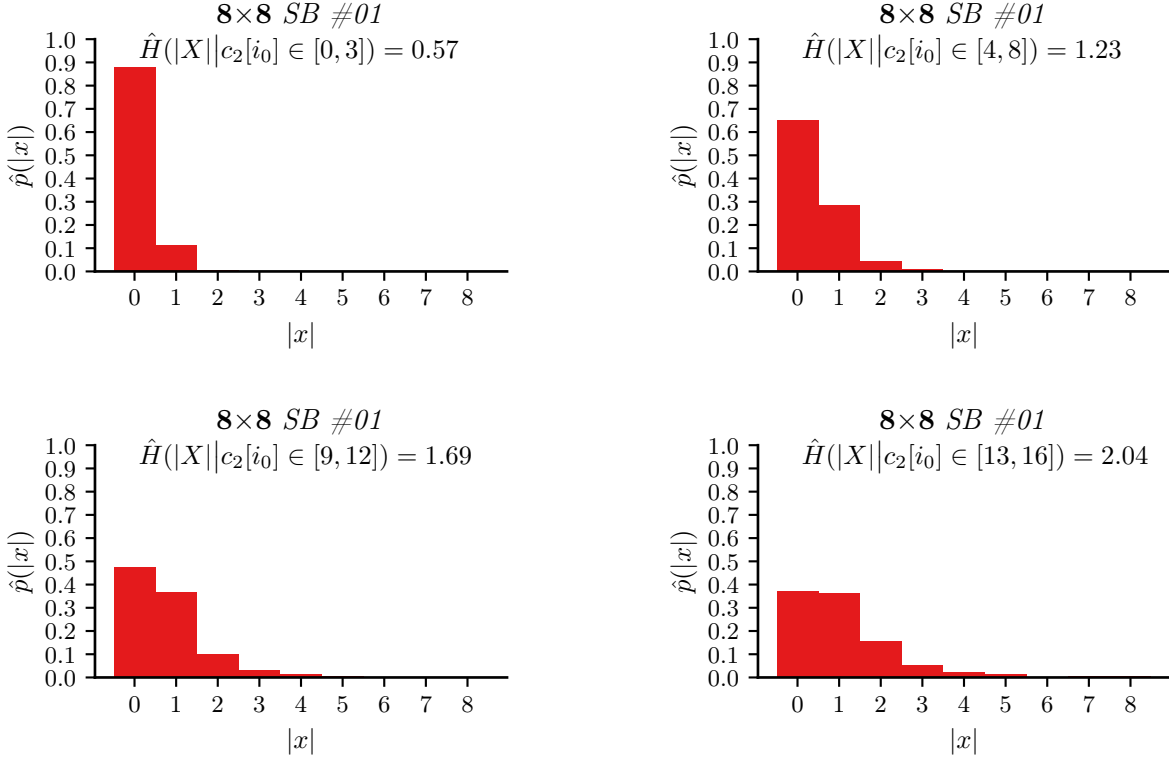 8×8 SB #01
Ĥ(|X||c₂[i₀] ∈ [0, 3]) = 0.57
1.0
0.9
0.8
0.7
0.6
0.5
0.4
0.3
0.2
0.1
0.0
p̂(|x|)
0 1 2 3 4 5 6 7 8
|x|
8×8 SB #01
Ĥ(|X||c₂[i₀] ∈ [4, 8]) = 1.23
1.0
0.9
0.8
0.7
0.6
0.5
0.4
0.3
0.2
0.1
0.0
p̂(|x|)
0 1 2 3 4 5 6 7 8
|x|
8×8 SB #01
Ĥ(|X||c₂[i₀] ∈ [9, 12]) = 1.69
1.0
0.9
0.8
0.7
0.6
0.5
0.4
0.3
0.2
0.1
0.0
p̂(|x|)
0 1 2 3 4 5 6 7 8
|x|
8×8 SB #01
Ĥ(|X||c₂[i₀] ∈ [13, 16]) = 2.04
1.0
0.9
0.8
0.7
0.6
0.5
0.4
0.3
0.2
0.1
0.0
p̂(|x|)
0 1 2 3 4 5 6 7 8
|x|